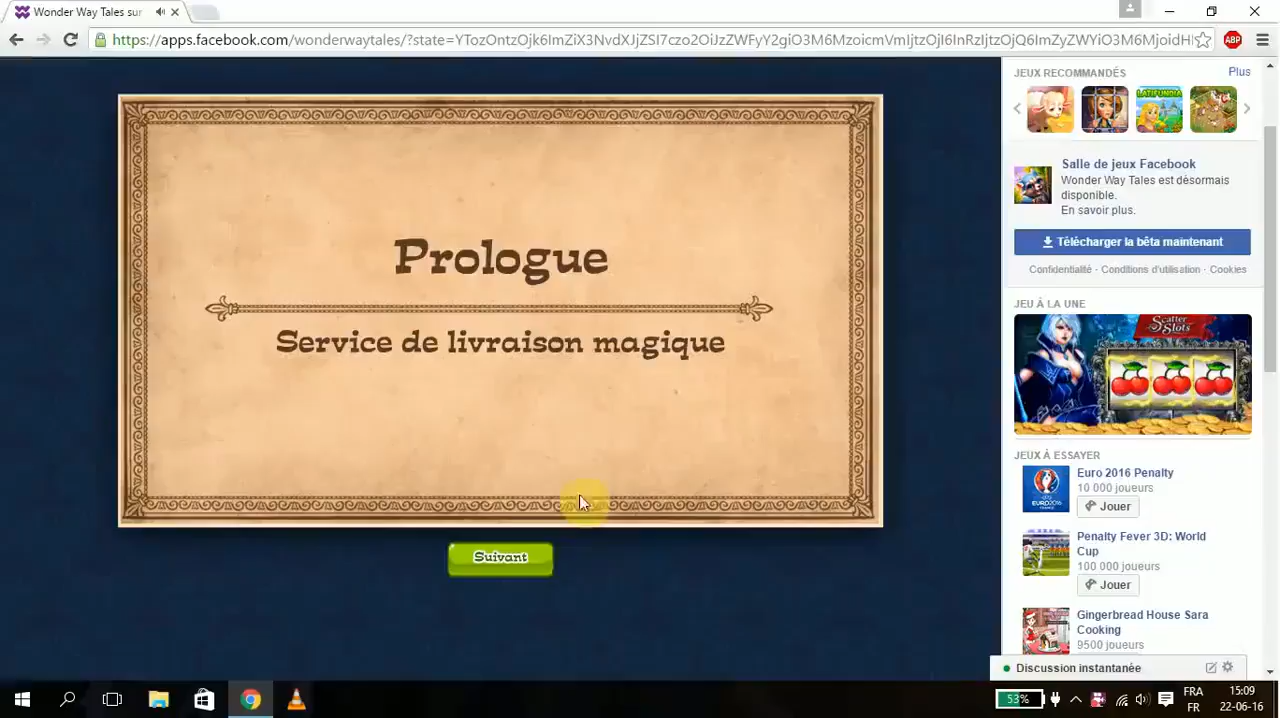 Wonder Way Tales sur
https://apps.facebook.com/wonderwaytales/?state=YTozOntzOjk6ImZiX3NvdXJjZSI7czo2OiJzZWFyY2giO3M6MzoicmVmIjtzOjI6InRzIjtzOjQ6ImZyZWYiO3M6MjoidH
ABP
Prologue
Service de livraison magique
Suivant
JEUX RECOMMANDÉS
Plus
LATIFUNDIA
Salle de jeux Facebook
Wonder Way Tales est désormais
disponible.
En savoir plus.
Télécharger la bêta maintenant
Confidentialité · Conditions d'utilisation · Cookies
JEU À LA UNE
SCATTER
SLOTS
JEUX À ESSAYER
Euro 2016 Penalty
10 000 joueurs
Jouer
EURO2016
Penalty Fever 3D: World
Cup
100 000 joueurs
Jouer
Gingerbread House Sara
Cooking
9500 joueurs
Discussion instantanée
53%
FRA
FR
15:09
22-06-16